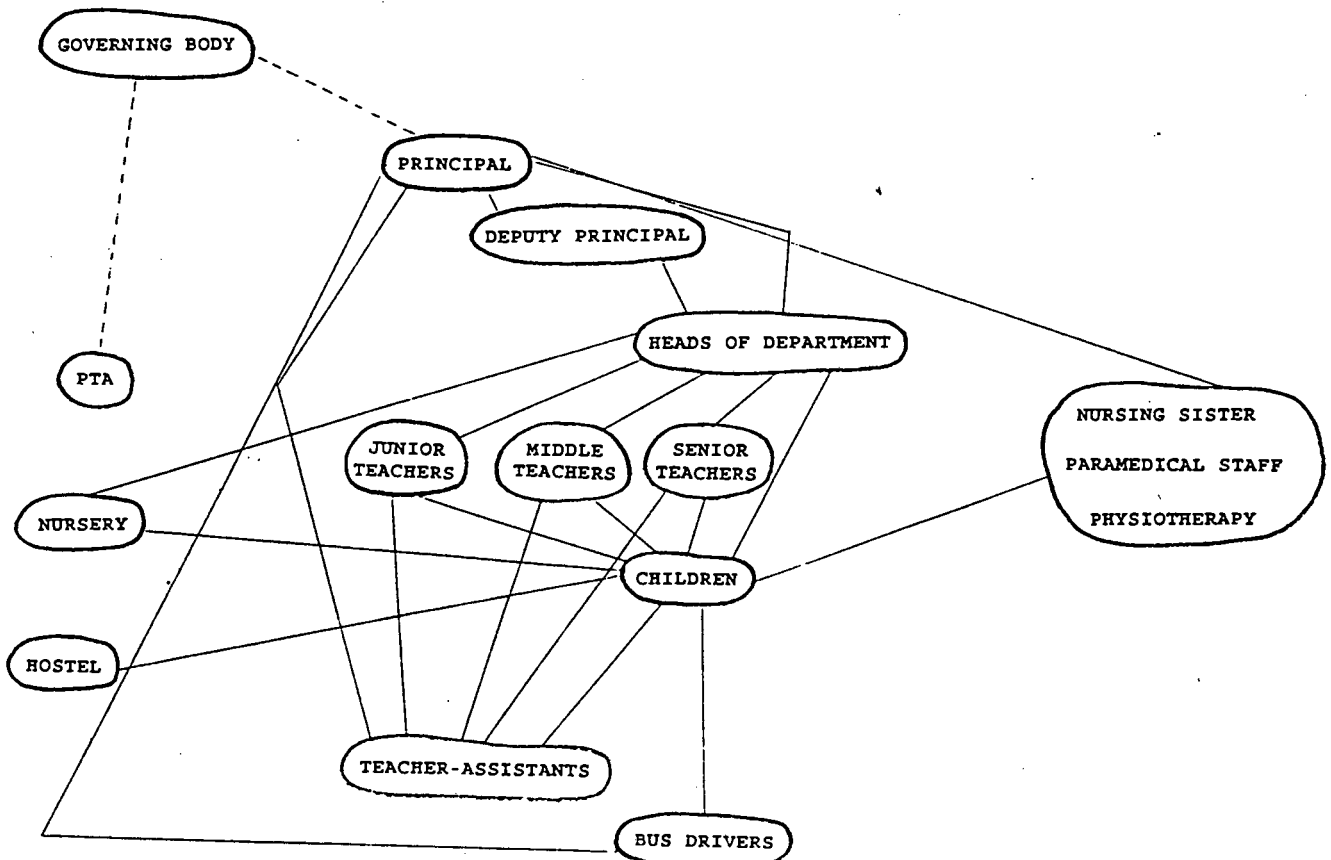 GOVERNING BODY
PRINCIPAL
DEPUTY PRINCIPAL
HEADS OF DEPARTMENT
PTA
NURSING SISTER
PARAMEDICAL STAFF
PHYSIOTHERAPY
JUNIOR
TEACHERS
MIDDLE
TEACHERS
SENIOR
TEACHERS
NURSERY
CHILDREN
HOSTEL
TEACHER-ASSISTANTS
BUS DRIVERS